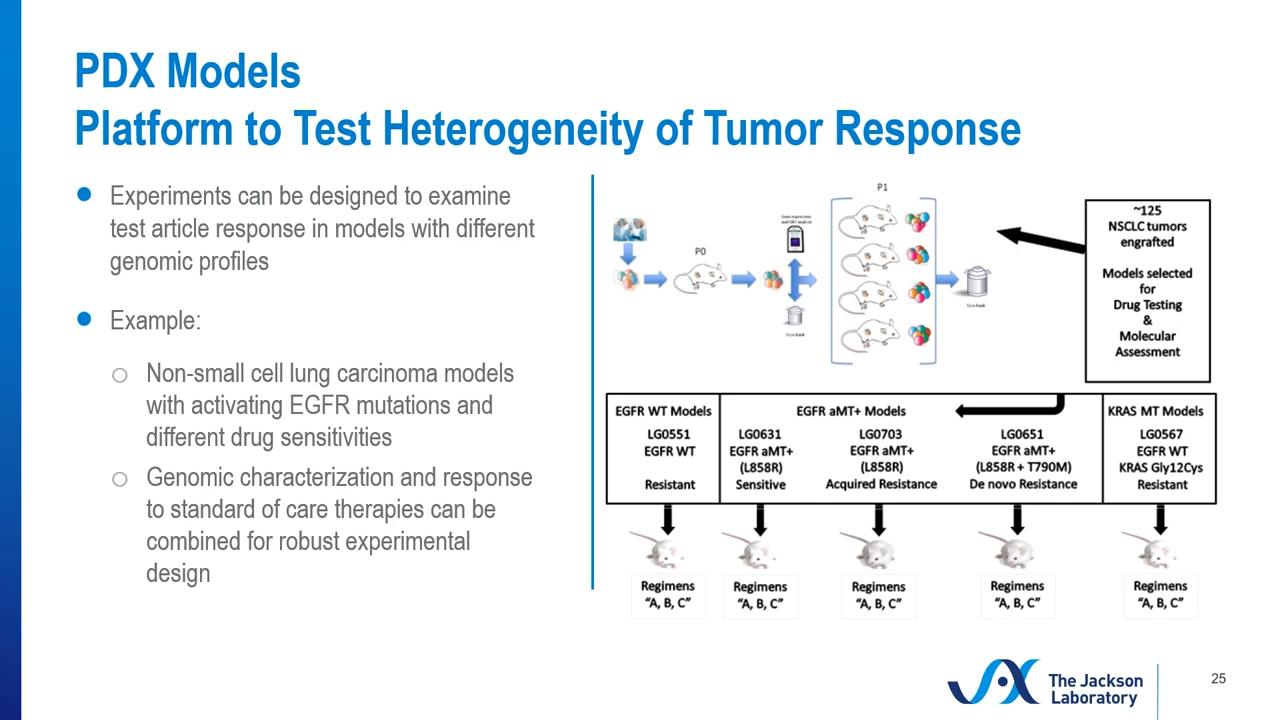 PDX Models
Platform to Test Heterogeneity of Tumor Response
Experiments can be designed to examine
test article response in models with different
genomic profiles
Example:
Non-small cell lung carcinoma models
with activating EGFR mutations and
different drug sensitivities
Genomic characterization and response
to standard of care therapies can be
combined for robust experimental
design
P0
P1
~125
NSCLC tumors
engrafted
Models selected
for
Drug Testing
&
Molecular
Assessment
EGFR WT Models
LG0551
EGFR WT
Resistant
EGFR aMT+ Models
LG0631
EGFR aMT+
(L858R)
Sensitive
LG0703
EGFR aMT+
(L858R)
Acquired Resistance
LG0651
EGFR aMT+
(L858R + T790M)
De novo Resistance
KRAS MT Models
LG0567
EGFR WT
KRAS Gly12Cys
Resistant
Regimens
“A, B, C”
Regimens
“A, B, C”
Regimens
“A, B, C”
Regimens
“A, B, C”
Regimens
“A, B, C”
The Jackson
Laboratory
25